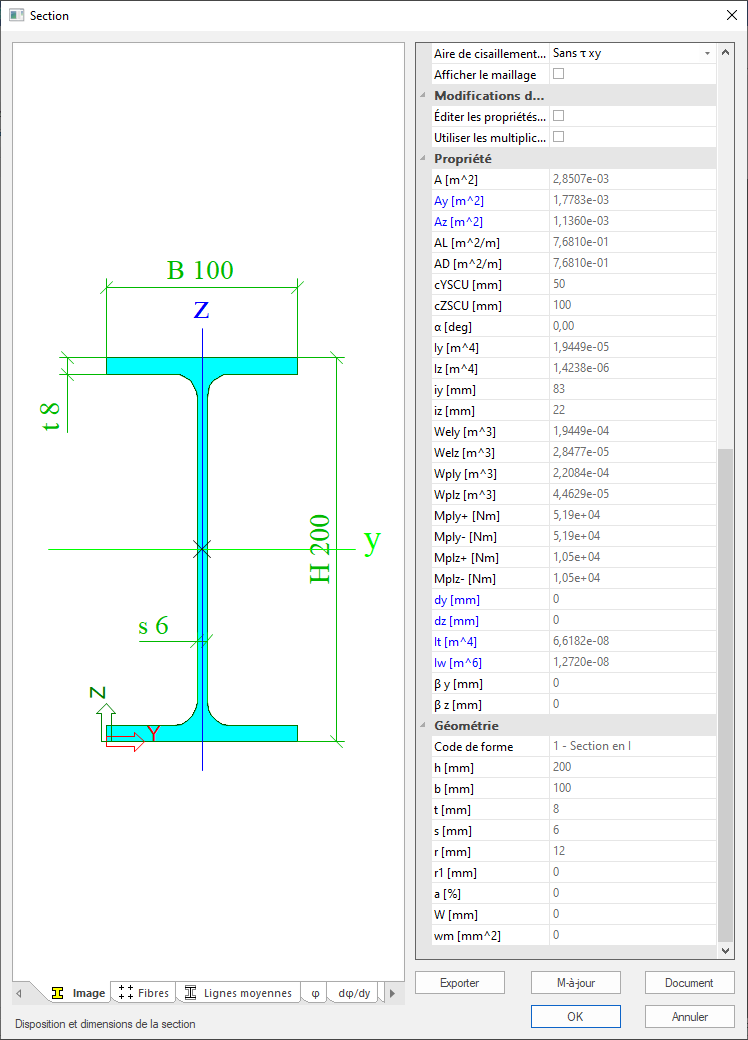 Section
B 100
z
t 8
H 200
y
s 6
Z
Y
Image
Fibres
Lignes moyennes
φ
dφ/dy
Disposition et dimensions de la section
Aire de cisaillement... Sans τ xy
Afficher le maillage
Modifications d...
Éditer les propriétés...
Utiliser les multiplic...
Propriété
A [m^2] 2,8507e-03
Ay [m^2] 1,7783e-03
Az [m^2] 1,1360e-03
AL [m^2/m] 7,6810e-01
AD [m^2/m] 7,6810e-01
cYSCU [mm] 50
cZSCU [mm] 100
α [deg] 0,00
Iy [m^4] 1,9449e-05
Iz [m^4] 1,4238e-06
iy [mm] 83
iz [mm] 22
Wely [m^3] 1,9449e-04
Welz [m^3] 2,8477e-05
Wply [m^3] 2,2084e-04
Wplz [m^3] 4,4629e-05
Mply+ [Nm] 5,19e+04
Mply- [Nm] 5,19e+04
Mplz+ [Nm] 1,05e+04
Mplz- [Nm] 1,05e+04
dy [mm] 0
dz [mm] 0
It [m^4] 6,6182e-08
Iw [m^6] 1,2720e-08
β y [mm] 0
β z [mm] 0
Géométrie
Code de forme 1 - Section en I
h [mm] 200
b [mm] 100
t [mm] 8
s [mm] 6
r [mm] 12
r1 [mm] 0
a [%] 0
W [mm] 0
wm [mm^2] 0
Exporter
M-à-jour
Document
OK
Annuler